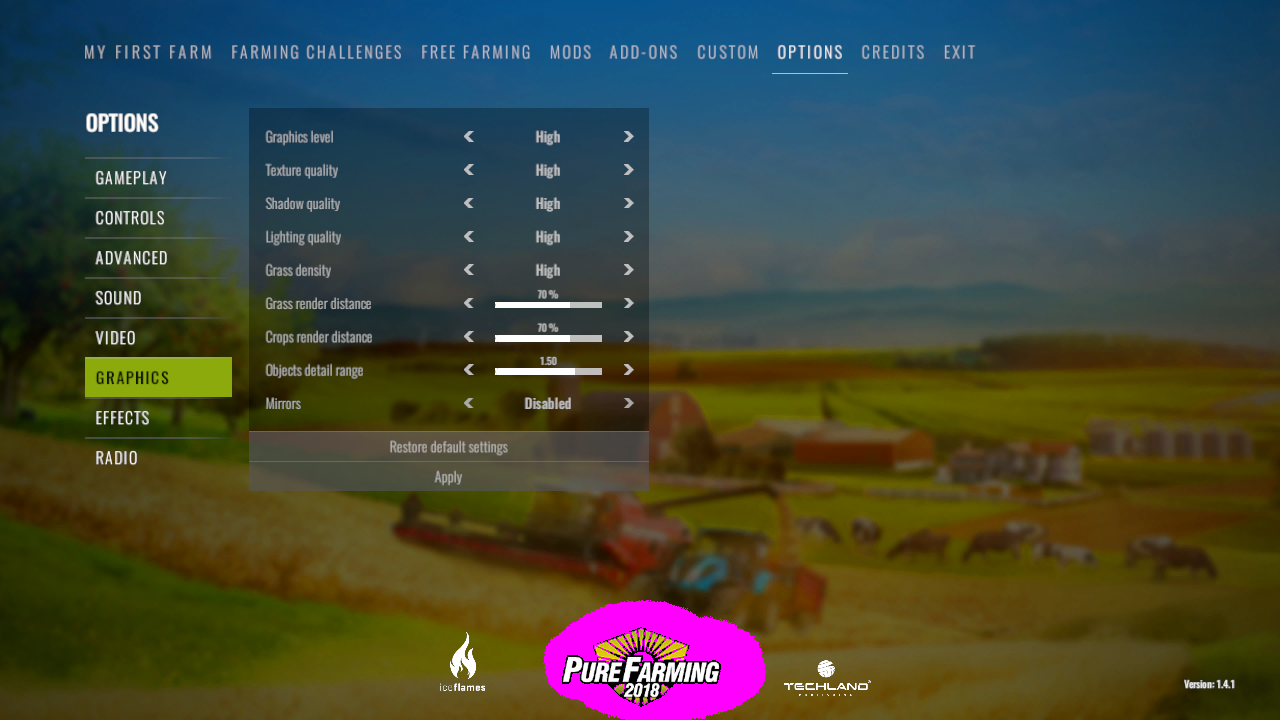 MY FIRST FARM FARMING CHALLENGES FREE FARMING MODS ADD-ONS CUSTOM OPTIONS CREDITS EXIT
OPTIONS
GAMEPLAY
CONTROLS
ADVANCED
SOUND
VIDEO
GRAPHICS
EFFECTS
RADIO
Graphics level High
Texture quality High
Shadow quality High
Lighting quality High
Grass density High
Grass render distance 70 %
Crops render distance 70 %
Objects detail range 1.50
Mirrors Disabled
Restore default settings
Apply
iceflames
PURE FARMING
2018
TECHLAND
PUBLISHING
Version: 1.4.1